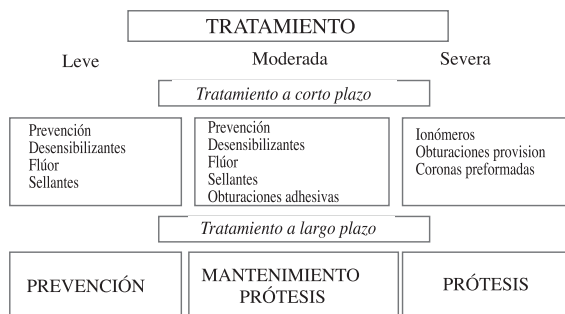 TRATAMIENTO
Leve Moderada Severa
Tratamiento a corto plazo
Prevención
Desensibilizantes
Flúor
Sellantes
Prevención
Desensibilizantes
Flúor
Sellantes
Obturaciones adhesivas
Ionómeros
Obturaciones provision
Coronas preformadas
Tratamiento a largo plazo
PREVENCIÓN
MANTENIMIENTO
PRÓTESIS
PRÓTESIS